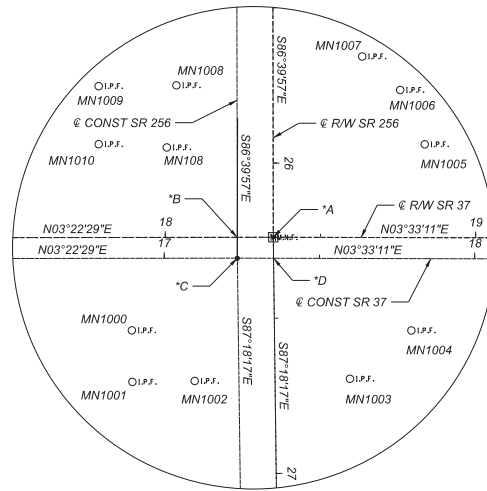 MN1007
S86°39'57"E
MN1008
I.P.F.
I.P.F.
I.P.F.
MN1009
MN1006
℄ CONST SR 256
℄ R/W SR 256
I.P.F.
I.P.F.
I.P.F.
MN1010
MN108
MN1005
S86°39'57"E
26
*B
*A
℄ R/W SR 37
N03°22'29"E
18
N03°33'11"E
19
N03°22'29"E
17
N03°33'11"E
18
*C
*D
℄ CONST SR 37
MN1000
I.P.F.
I.P.F.
MN1004
S87°18'17"E
S87°18'17"E
I.P.F.
I.P.F.
I.P.F.
MN1001
MN1002
MN1003
27